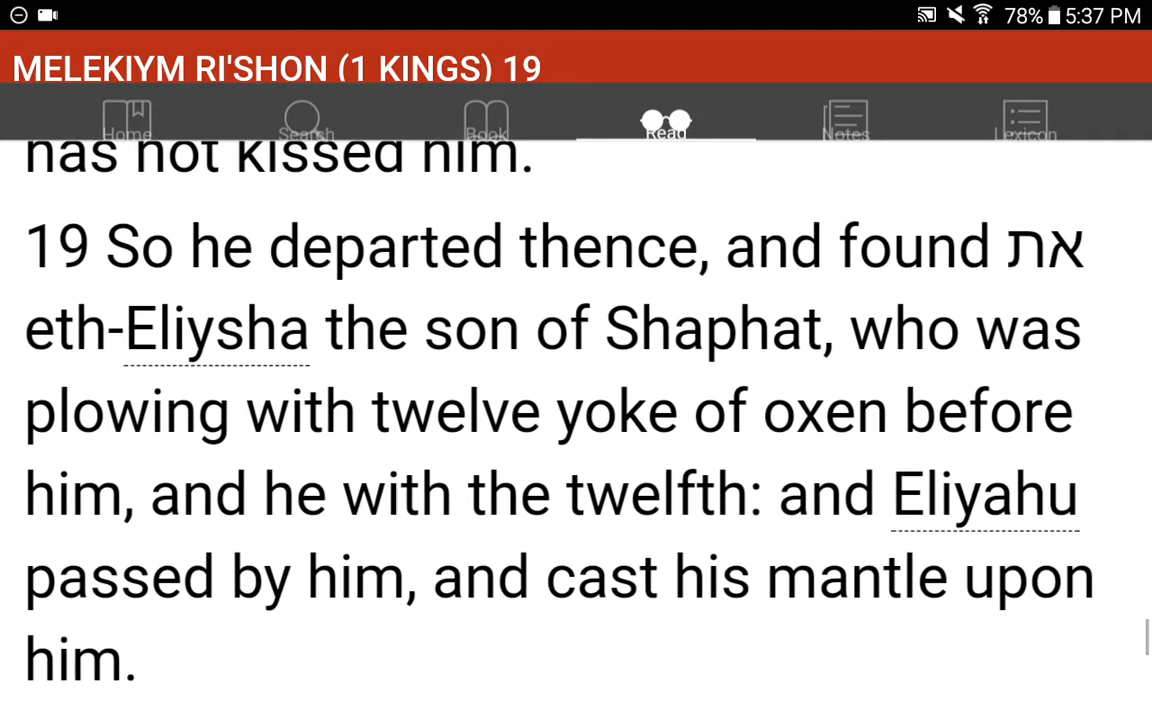 78% 5:37 PM
MELEKIYM RI'SHON (1 KINGS) 19
Home Search Book Read Notes Lexicon
has not kissed him.
19 So he departed thence, and found את
eth-Eliysha the son of Shaphat, who was
plowing with twelve yoke of oxen before
him, and he with the twelfth: and Eliyahu
passed by him, and cast his mantle upon
him.